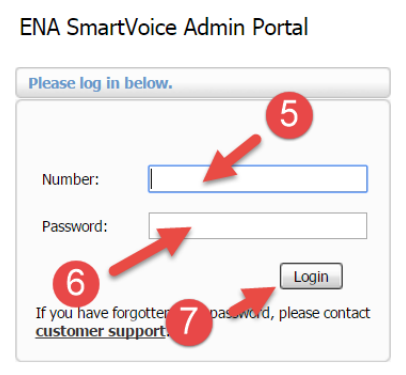 ENA SmartVoice Admin Portal
Please log in below.
5
Number:
Password:
6
Login
7
If you have forgotten password, please contact
customer support.